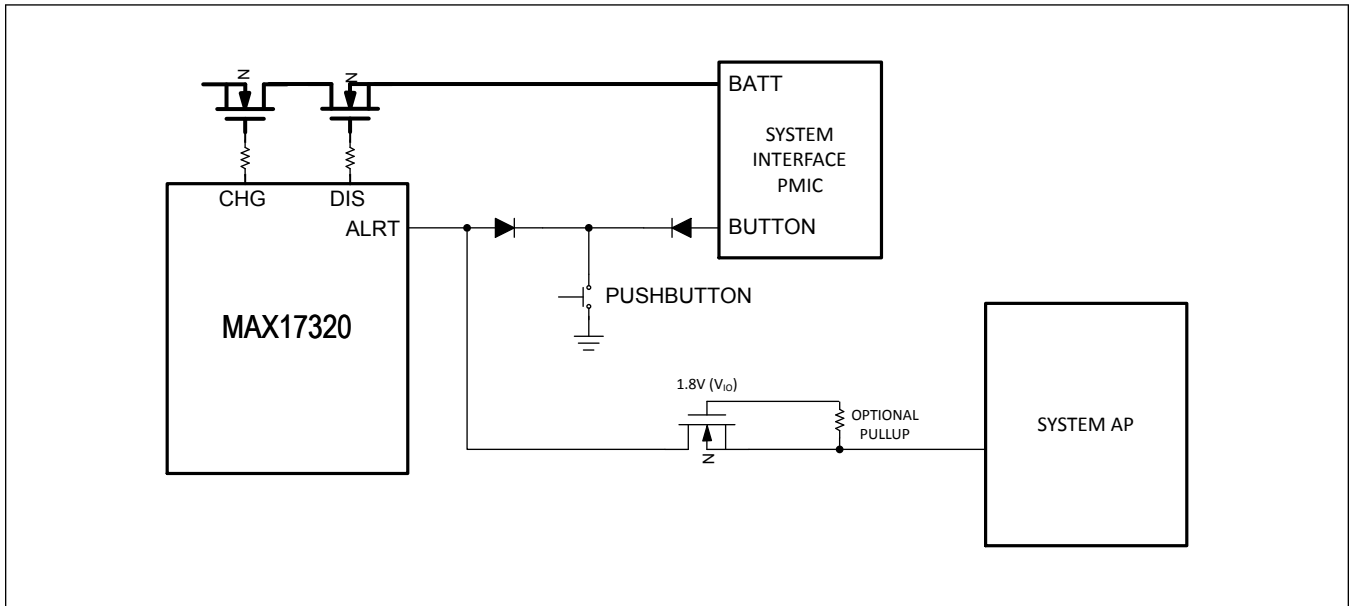 N
N
BATT
SYSTEM
INTERFACE
PMIC
CHG
DIS
ALRT
BUTTON
PUSHBUTTON
MAX17320
1.8V (VIO)
OPTIONAL
PULLUP
SYSTEM AP
N